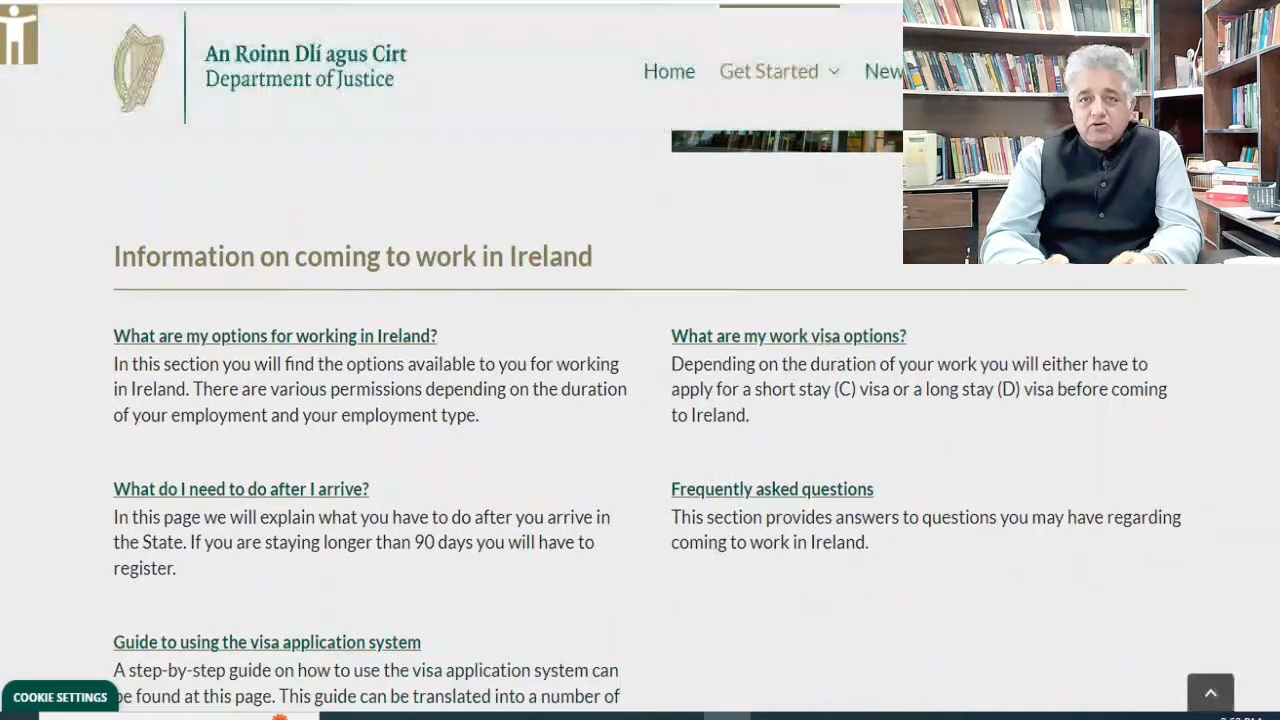 An Roinn Dlí agus Cirt
Department of Justice
Home
Get Started
New
Information on coming to work in Ireland
What are my options for working in Ireland?
In this section you will find the options available to you for working
in Ireland. There are various permissions depending on the duration
of your employment and your employment type.
What are my work visa options?
Depending on the duration of your work you will either have to
apply for a short stay (C) visa or a long stay (D) visa before coming
to Ireland.
What do I need to do after I arrive?
In this page we will explain what you have to do after you arrive in
the State. If you are staying longer than 90 days you will have to
register.
Frequently asked questions
This section provides answers to questions you may have regarding
coming to work in Ireland.
Guide to using the visa application system
A step-by-step guide on how to use the visa application system can
be found at this page. This guide can be translated into a number of
COOKIE SETTINGS